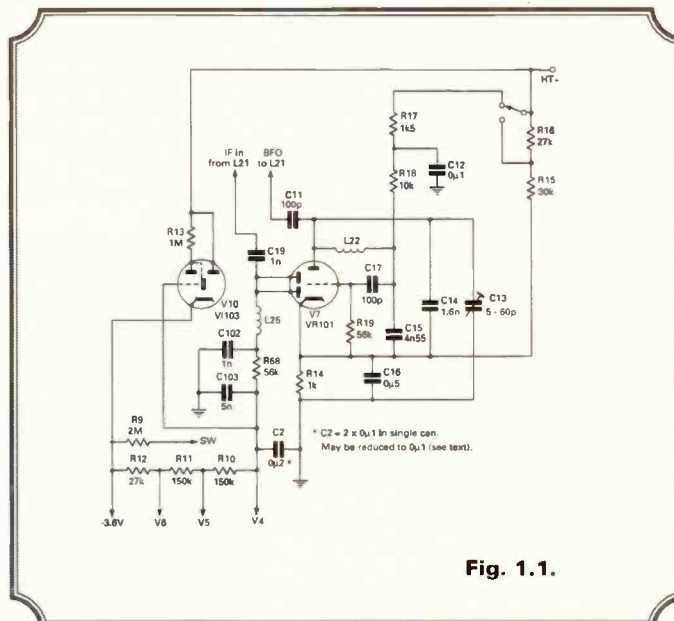 HT+
R17
1k5
R16
27k
IF in
from L21
BFO
to L21
C12
0µ1
R18
10k
R15
30k
C11
100p
R13
1M
L22
C19
1n
C17
100p
V10
VI103
V7
VR101
C14
1.6n
C13
5 - 60p
L25
R19
56k
C15
4n55
C102
1n
R68
56k
C103
5n
R14
1k
C16
0µ5
R9
2M
SW
C2
0µ2 *
* C2 = 2 x 0µ1 in single can.
May be reduced to 0µ1 (see text).
R12
27k
R11
150k
R10
150k
-3.6V
V6
V5
V4
Fig. 1.1.